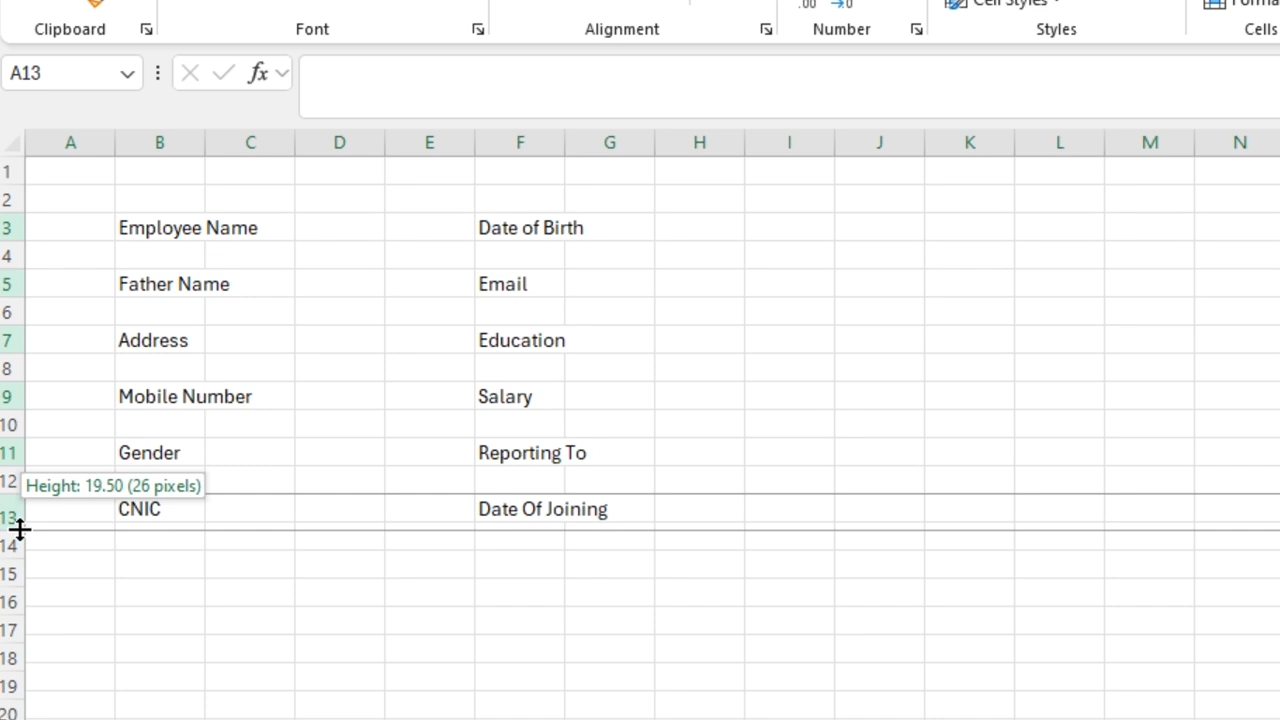 .00 →0 Cell Styles
Clipboard Font Alignment Number Styles Cells
A13 fx
A B C D E F G H I J K L M N
1
2
3 Employee Name Date of Birth
4
5 Father Name Email
6
7 Address Education
8
9 Mobile Number Salary
10
11 Gender Reporting To
12 Height: 19.50 (26 pixels)
13 CNIC Date Of Joining
14
15
16
17
18
19
20